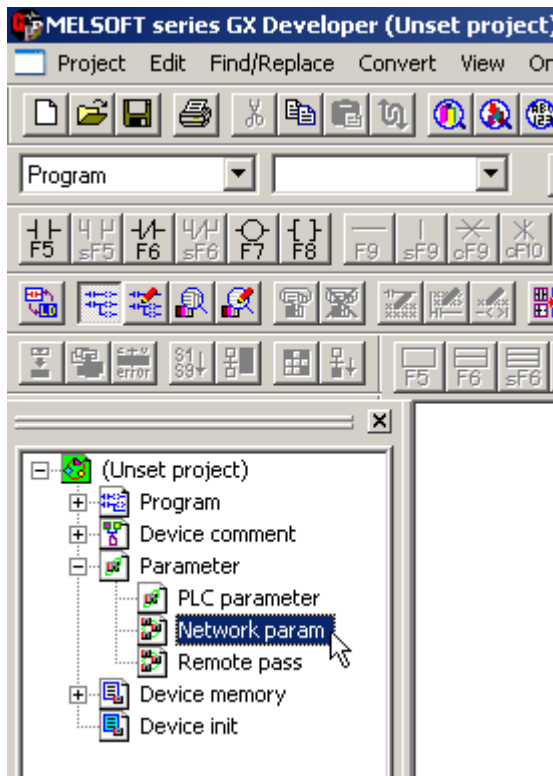 MELSOFT series GX Developer (Unset project)
Project Edit Find/Replace Convert View On
Program
F5 sF5 F6 sF6 F7 F8 F9 sF9 cF9 cF10
LD
error S1 S9 F5 F6 sF6
(Unset project)
Program
Device comment
Parameter
PLC parameter
Network param
Remote pass
Device memory
Device init